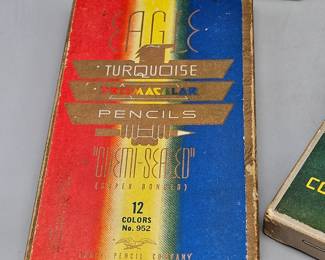 EAGLE
TURQUOISE
PRISMACOLOR
PENCILS
"CHEMI-SEALED"
(SUPER BONDED)
12
COLORS
No. 952
EAGLE PENCIL COMPANY
CO